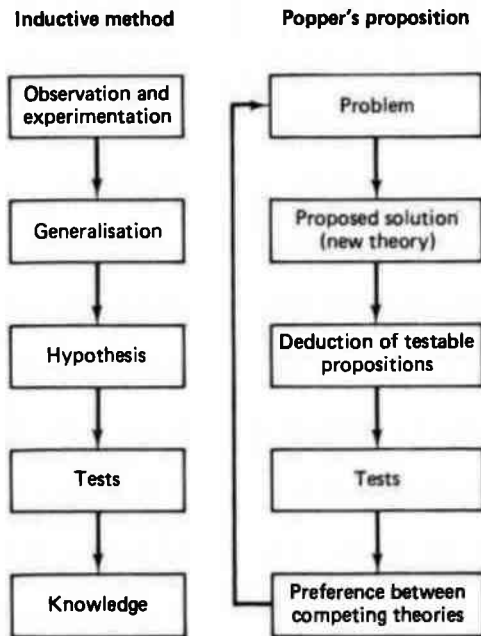 Inductive method
Observation and
experimentation
Generalisation
Hypothesis
Tests
Knowledge
Popper's proposition
Problem
Proposed solution
(new theory)
Deduction of testable
propositions
Tests
Preference between
competing theories